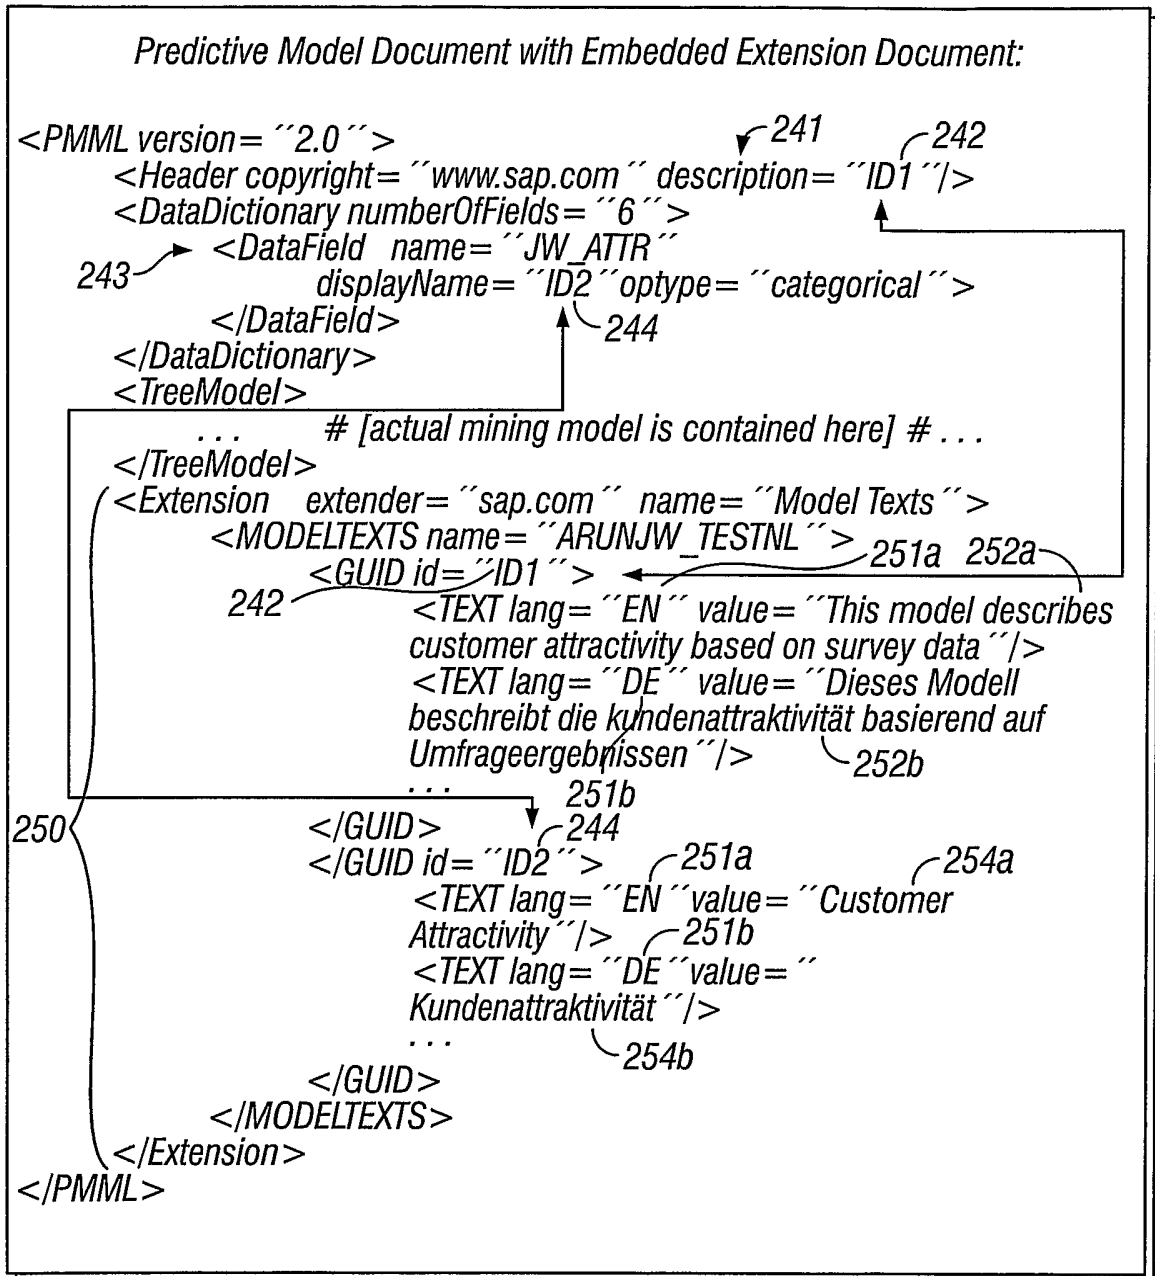 Predictive Model Document with Embedded Extension Document:
<PMML version= ´´2.0´´>
241 242
<Header copyright= ´´www.sap.com´´ description= ´´ID1´´/>
<DataDictionary numberOfFields= ´´6´´>
<DataField name= ´´JW_ATTR´´
243
displayName= ´´ID2´´optype= ´´categorical´´>
</DataField> 244
</DataDictionary>
<TreeModel>
... # [actual mining model is contained here] # ...
</TreeModel>
<Extension extender= ´´sap.com´´ name= ´´Model Texts´´>
<MODELTEXTS name= ´´ARUNJW_TESTNL´´>
251a 252a
<GUID id= ´´ID1´´>
242
<TEXT lang= ´´EN´´ value= ´´This model describes
customer attractivity based on survey data´´/>
<TEXT lang= ´´DE´´ value= ´´Dieses Modell
beschreibt die kundenattraktivität basierend auf
Umfrageergebnissen´´/>
252b
... 251b
250
</GUID> 244
</GUID id= ´´ID2´´>
251a 254a
<TEXT lang= ´´EN´´value= ´´Customer
Attractivity´´/> 251b
<TEXT lang= ´´DE´´value= ´´
Kundenattraktivität´´/>
... 254b
</GUID>
</MODELTEXTS>
</Extension>
</PMML>